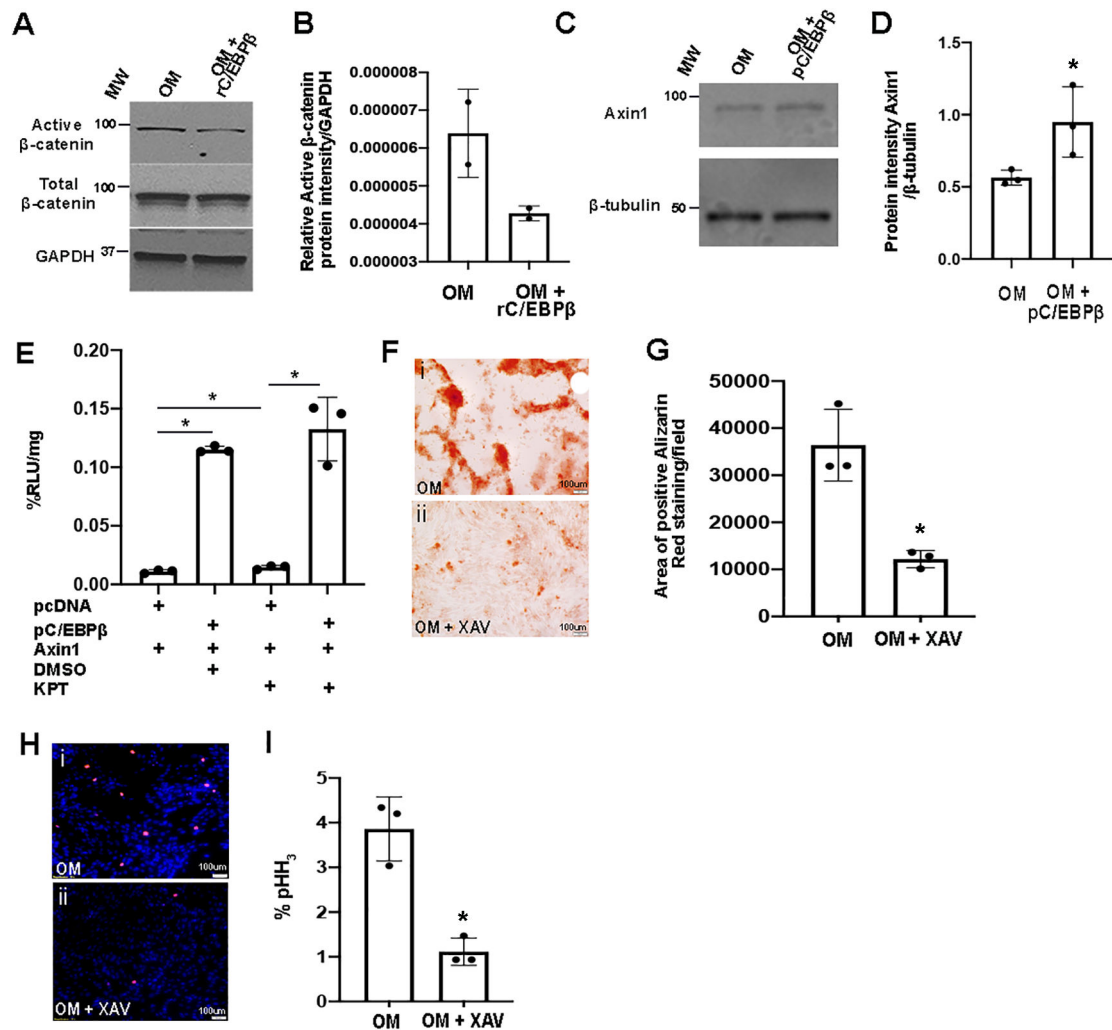 A
MW
OM
OM +
rC/EBPβ
Active
β-catenin
100
Total
β-catenin
100
GAPDH
37
B
Relative Active β-catenin
protein intensity/GAPDH
0.000008
0.000007
0.000006
0.000005
0.000004
0.000003
OM
OM +
rC/EBPβ
C
MW
OM
OM +
pC/EBPβ
Axin1
100
β-tubulin
50
D
Protein intensity Axin1
/β-tubulin
1.5
1.0
0.5
0.0
*
OM
OM +
pC/EBPβ
E
%RLU/mg
0.20
0.15
0.10
0.05
0.00
*
*
*
pcDNA + +
pC/EBPβ + +
Axin1 + + + +
DMSO +
KPT + +
F
i
OM
100um
ii
OM + XAV
100um
G
Area of positive Alizarin
Red staining/field
50000
40000
30000
20000
10000
0
*
OM
OM + XAV
H
i
OM
100um
ii
OM + XAV
100um
I
% pHH3
5
4
3
2
1
0
*
OM
OM + XAV